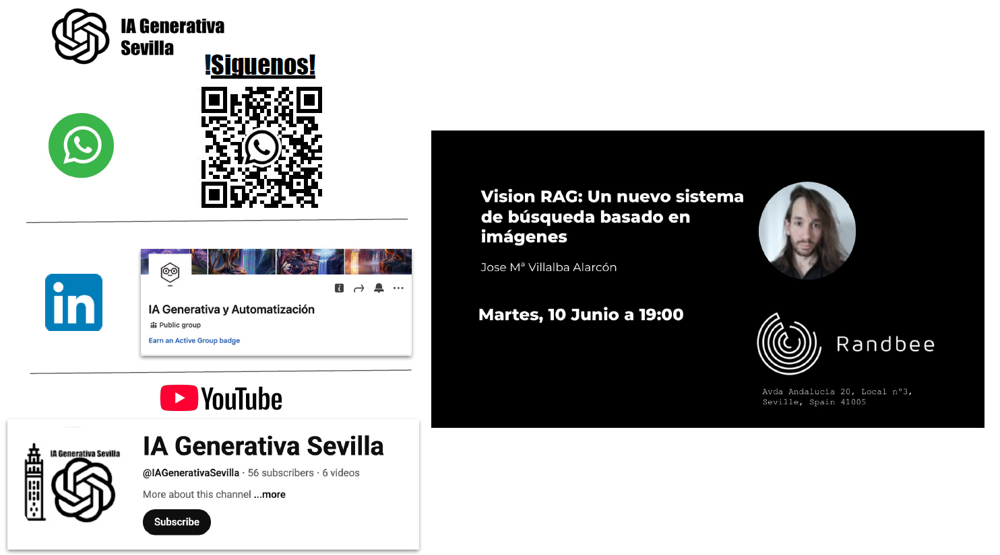 IA Generativa
Sevilla
!Siguenos!
in
IA Generativa y Automatización
Public group
Earn an Active Group badge
YouTube
IA Generativa Sevilla
IA Generativa Sevilla
@IAGenerativaSevilla · 56 subscribers · 6 videos
More about this channel ...more
Subscribe
Vision RAG: Un nuevo sistema
de búsqueda basado en
imágenes
Jose Mª Villalba Alarcón
Martes, 10 Junio a 19:00
Randbee
Avda Andalucía 20, Local nº3,
Seville, Spain 41005